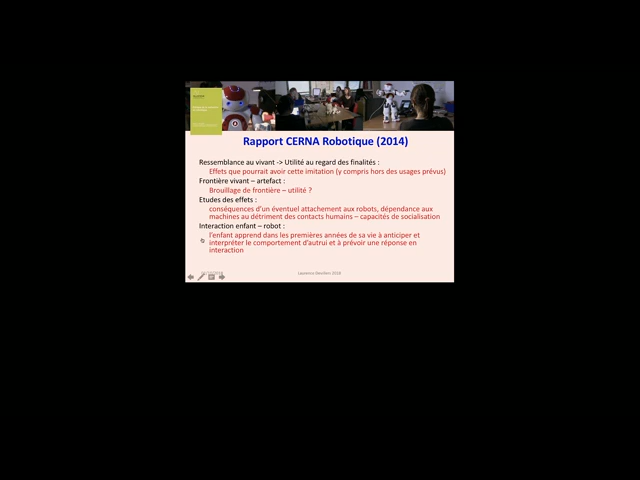 Rapport CERNA Robotique (2014)
Ressemblance au vivant -> Utilité au regard des finalités :
Effets que pourrait avoir cette imitation (y compris hors des usages prévus)
Frontière vivant – artefact :
Brouillage de frontière – utilité ?
Etudes des effets :
conséquences d'un éventuel attachement aux robots, dépendance aux
machines au détriment des contacts humains – capacités de socialisation
Interaction enfant – robot :
l'enfant apprend dans les premières années de sa vie à anticiper et
interpréter le comportement d'autrui et à prévoir une réponse en
interaction